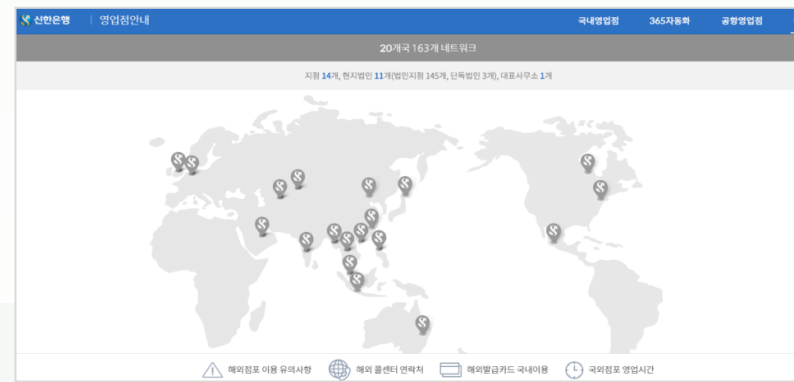 신한은행 영업점안내 국내영업점 365자동화 공항영업점
20개국 163개 네트워크
지점 14개, 현지법인 11개(법인지점 145개, 단독법인 3개), 대표사무소 1개
해외점포 이용 유의사항 해외 콜센터 연락처 해외발급카드 국내이용 국외점포 영업시간